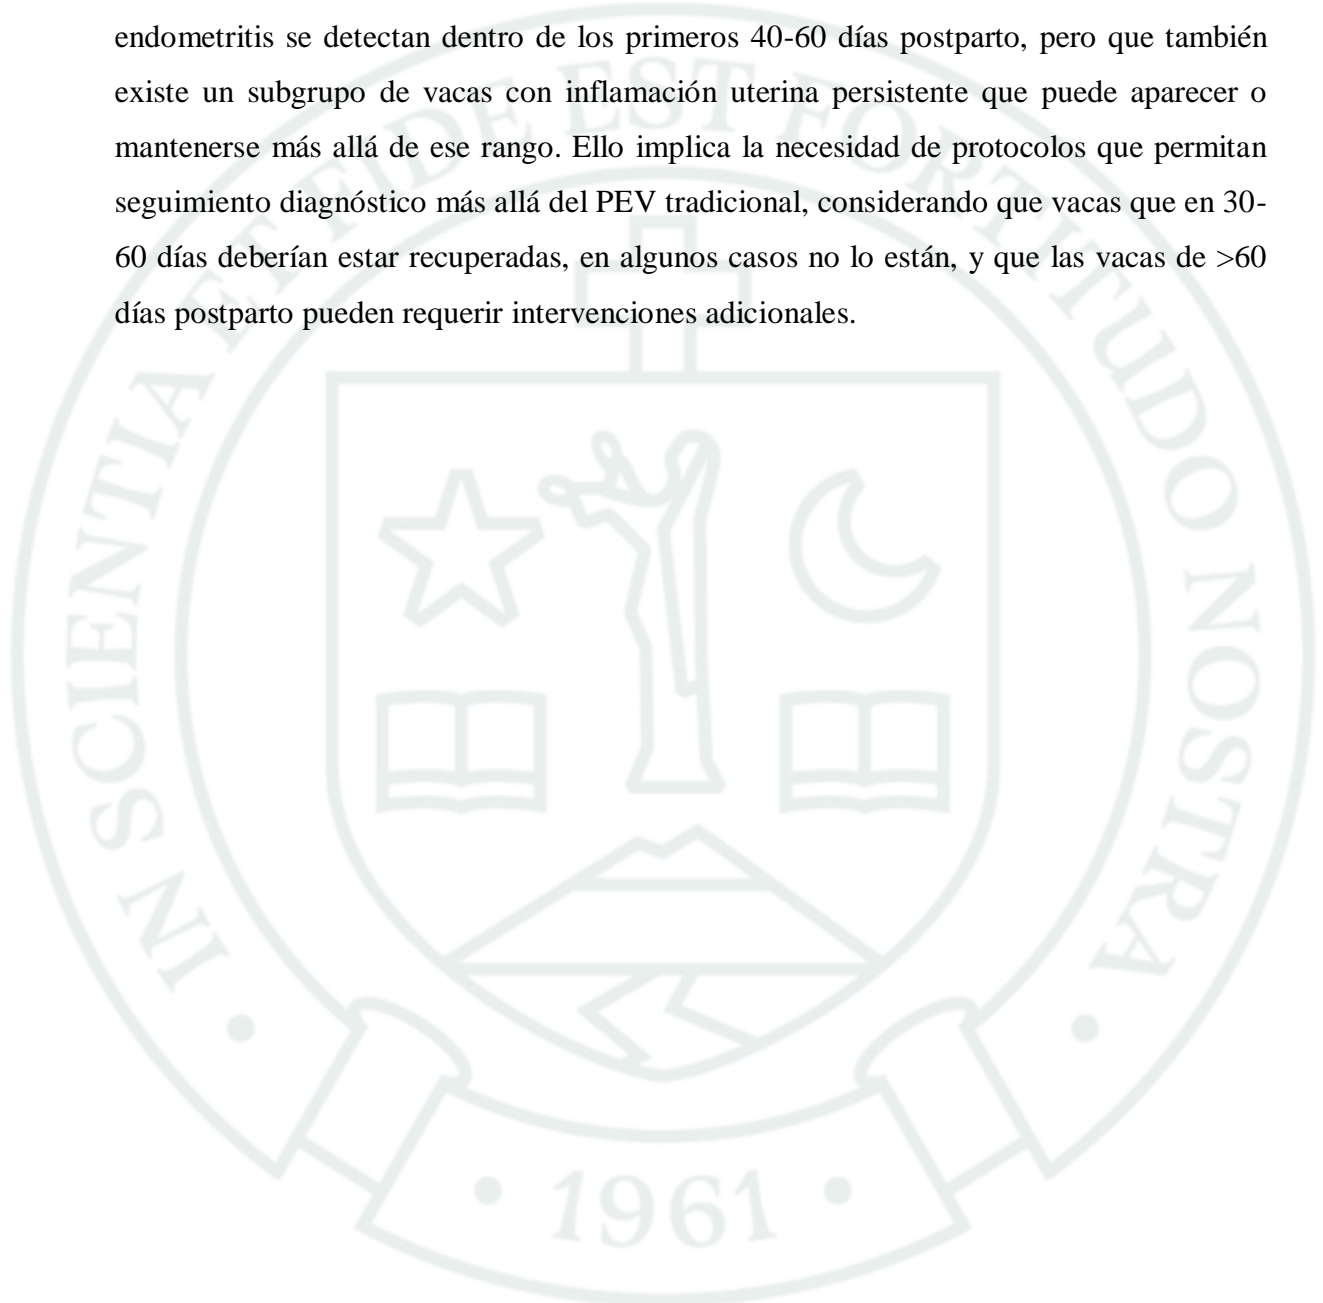 endometritis se detectan dentro de los primeros 40-60 días postparto, pero que también
existe un subgrupo de vacas con inflamación uterina persistente que puede aparecer o
mantenerse más allá de ese rango. Ello implica la necesidad de protocolos que permitan
seguimiento diagnóstico más allá del PEV tradicional, considerando que vacas que en 30-
60 días deberían estar recuperadas, en algunos casos no lo están, y que las vacas de >60
días postparto pueden requerir intervenciones adicionales.
IN SCIENTIA ET FIDE EST FORTITUDO NOSTRA
• 1961 •